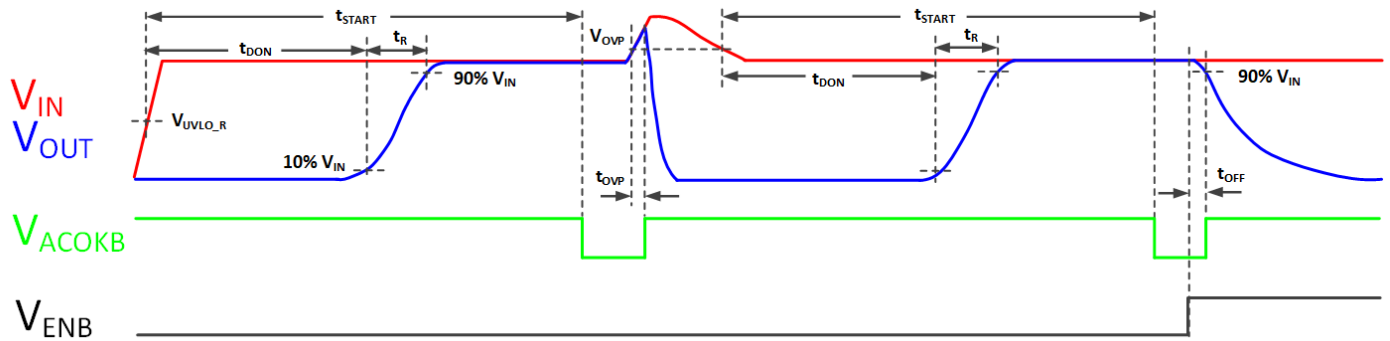 tSTART
tSTART
tDON
tR
VOVP
tR
90% VIN
tDON
90% VIN
VIN
VUVLO_R
VOUT
10% VIN
tOVP
tOFF
VACOKB
VENB